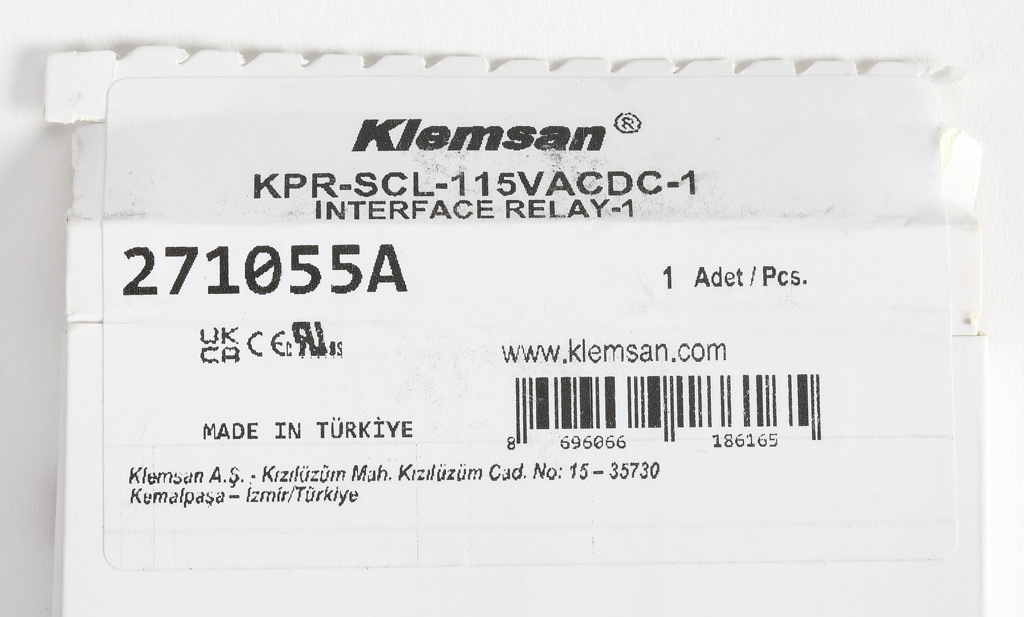 Klemsan®
KPR-SCL-115VACDC-1
INTERFACE RELAY-1
271055A
1 Adet / Pcs.
UK CA CE
www.klemsan.com
8 696066 186165
MADE IN TÜRKİYE
Klemsan A.Ş. - Kızılüzüm Mah. Kızılüzüm Cad. No: 15 – 35730
Kemalpaşa – İzmir/Türkiye